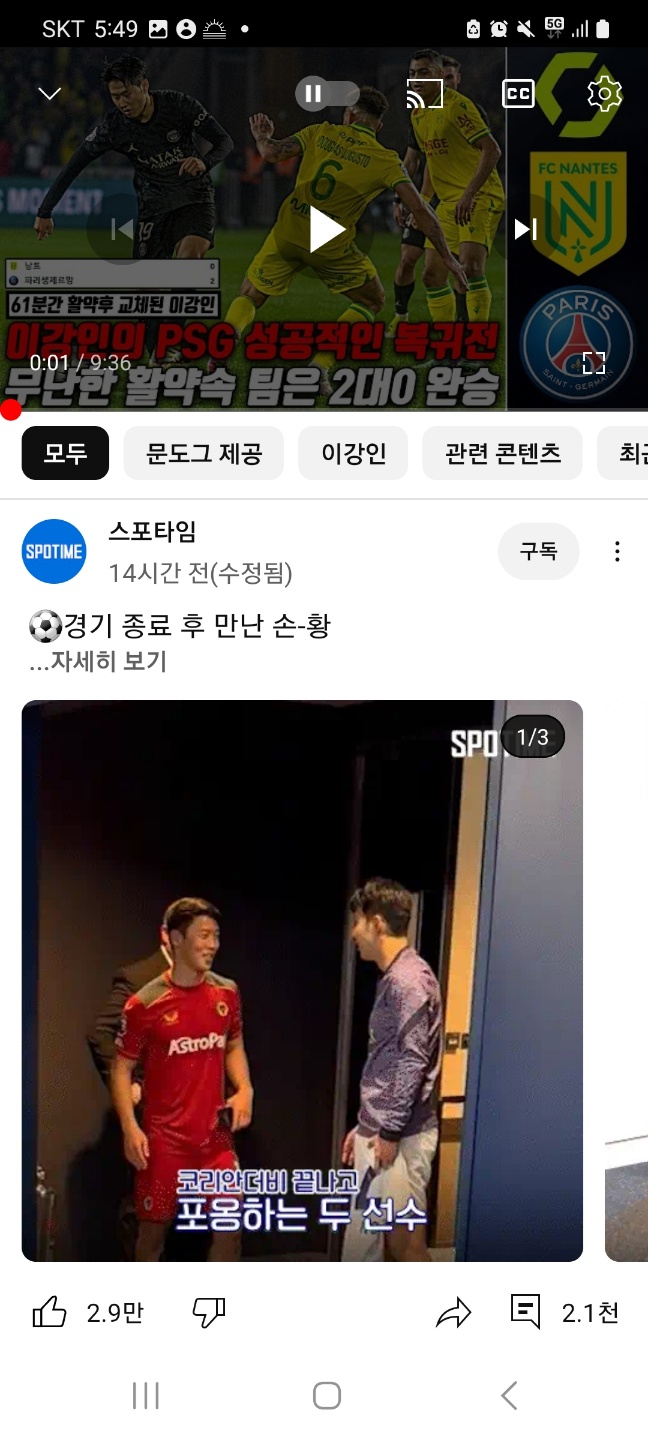 SKT 5:49
5G
CC
DOUGLAS AUGUSTO
6
19
FC NANTES
N
낭트 0
파리생제르망 2
61분간 활약후 교체된 이강인
이강인의 PSG 성공적인 복귀전
무난한 활약속 팀은 2대0 완승
PARIS
SAINT-GERMAIN
0:01 / 9:36
모두
문도그 제공
이강인
관련 콘텐츠
SPOTIME
스포타임
14시간 전(수정됨)
구독
⚽경기 종료 후 만난 손-황
...자세히 보기
SPO
1/3
AstroPa
코리안더비 끝나고
포옹하는 두 선수
2.9만
2.1천